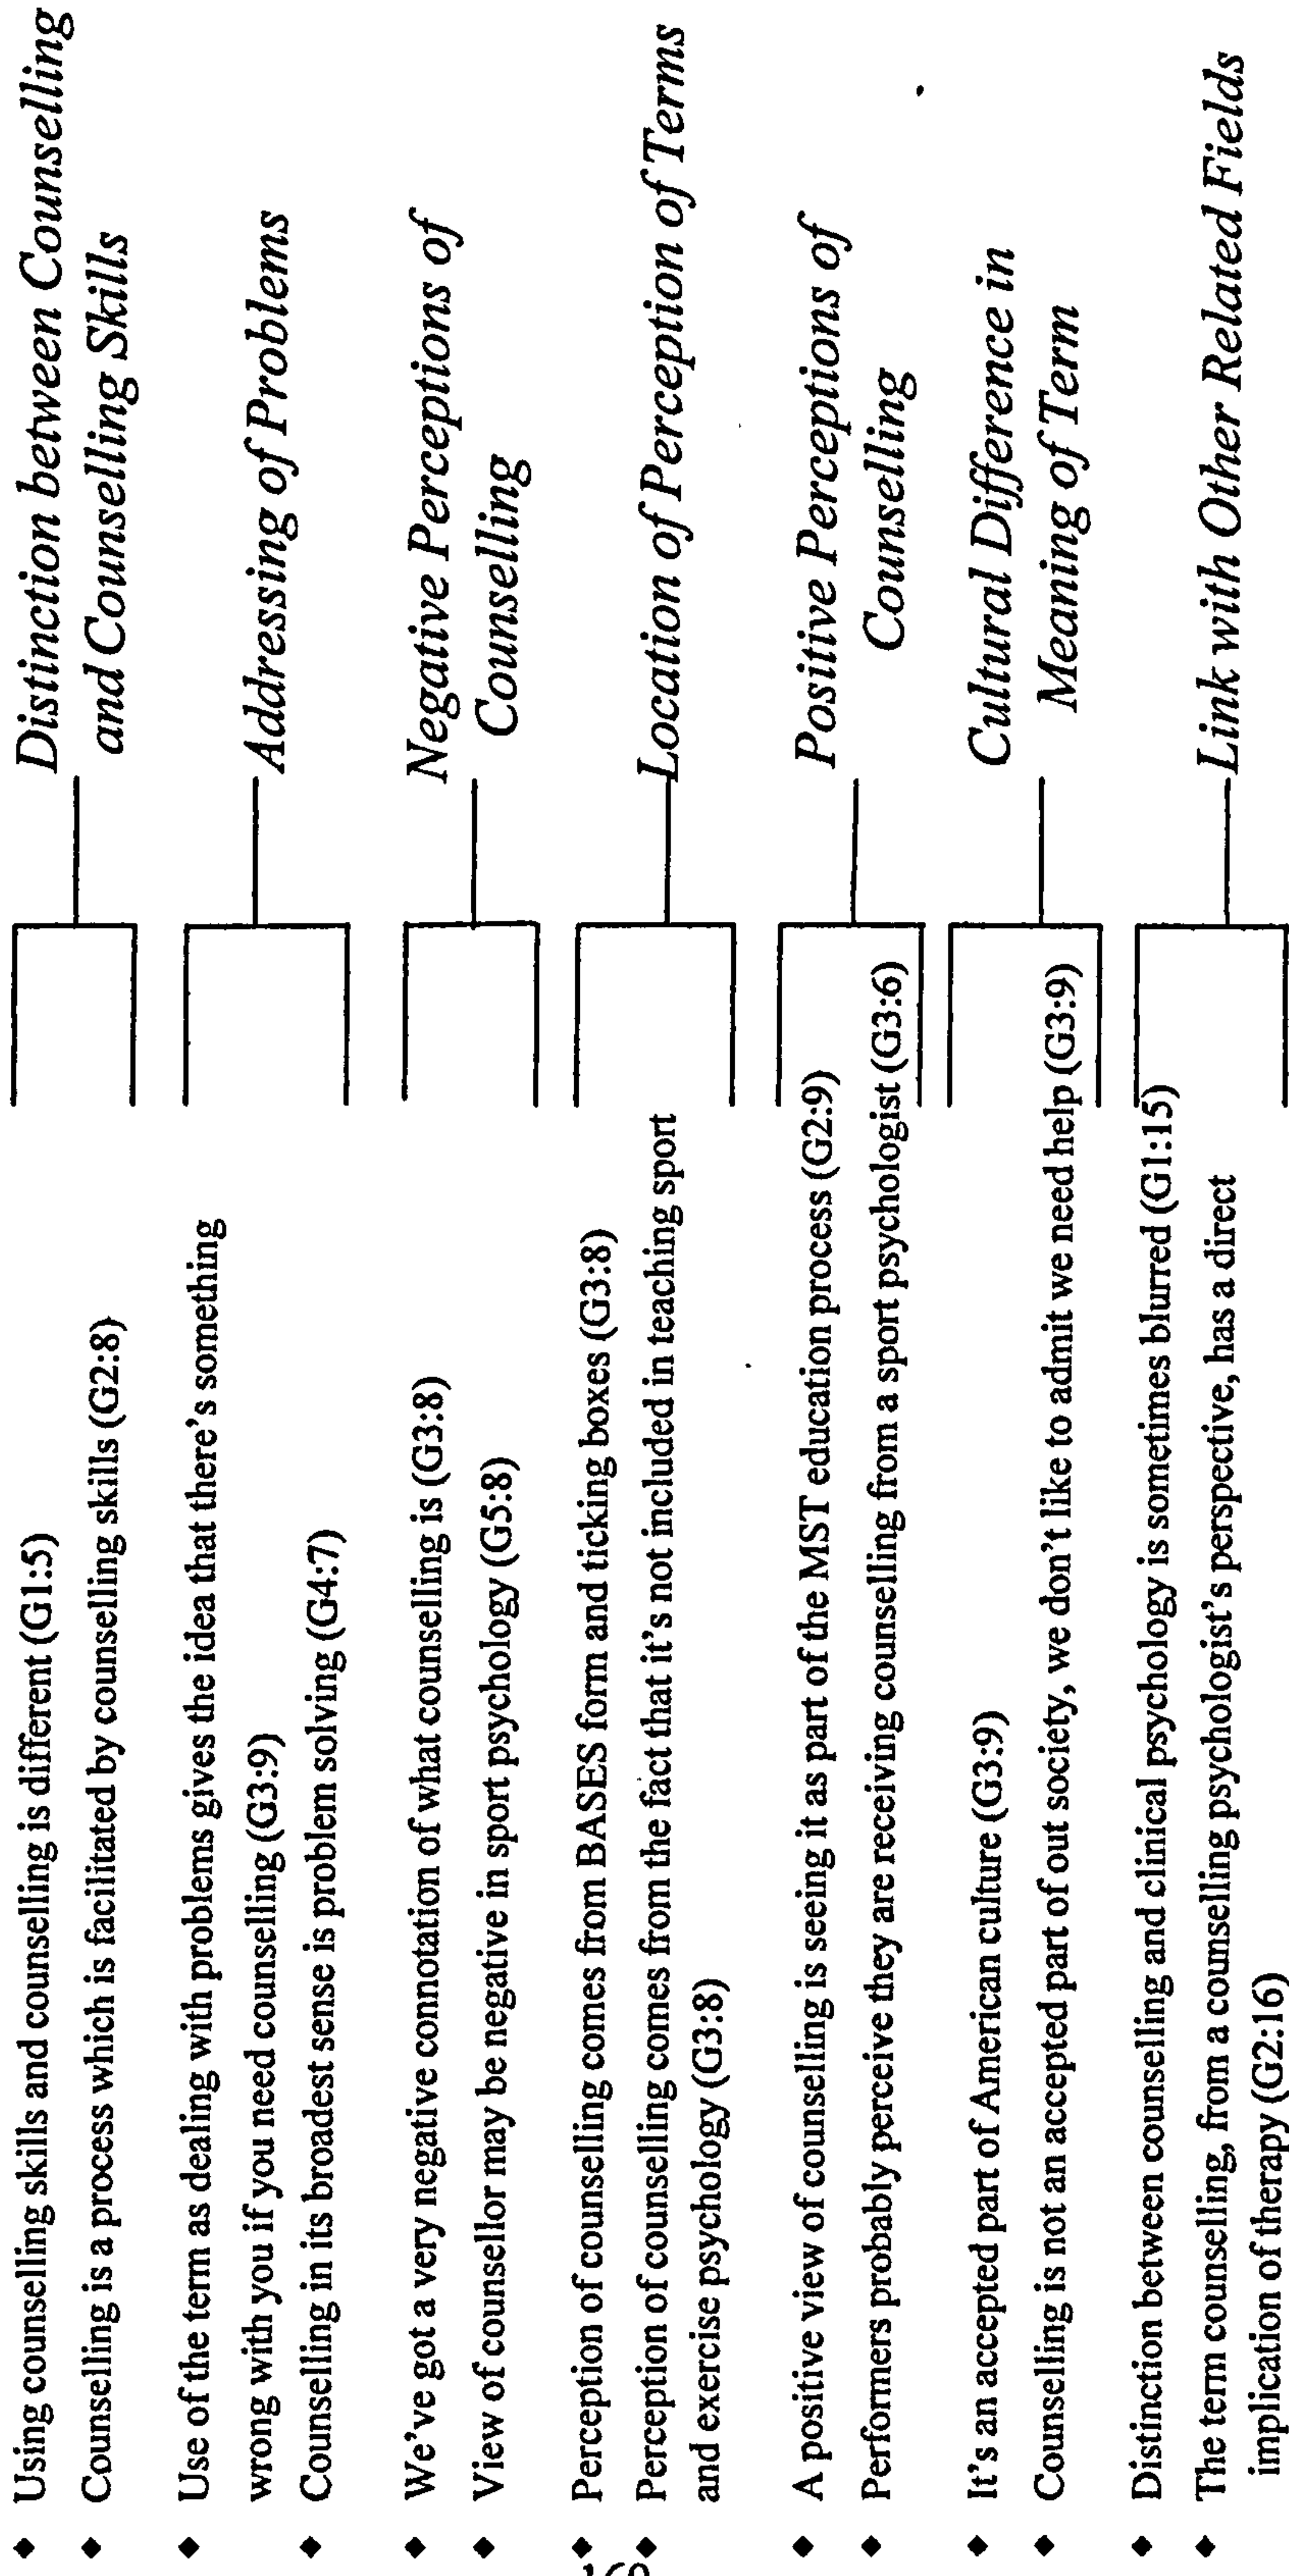 Using counselling skills and counselling is different (G1:5)
Counselling is a process which is facilitated by counselling skills (G2:8)
Distinction between Counselling
and Counselling Skills
Use of the term as dealing with problems gives the idea that there's something
wrong with you if you need counselling (G3:9)
Counselling in its broadest sense is problem solving (G4:7)
Addressing of Problems
We've got a very negative connotation of what counselling is (G3:8)
View of counsellor may be negative in sport psychology (G5:8)
Negative Perceptions of
Counselling
Perception of counselling comes from BASES form and ticking boxes (G3:8)
Perception of counselling comes from the fact that it's not included in teaching sport
and exercise psychology (G3:8)
Location of Perception of Terms
A positive view of counselling is seeing it as part of the MST education process (G2:9)
Performers probably perceive they are receiving counselling from a sport psychologist (G3:6)
Positive Perceptions of
Counselling
It's an accepted part of American culture (G3:9)
Counselling is not an accepted part of out society, we don't like to admit we need help (G3:9)
Cultural Difference in
Meaning of Term
Distinction between counselling and clinical psychology is sometimes blurred (G1:15)
The term counselling, from a counselling psychologist's perspective, has a direct
implication of therapy (G2:16)
Link with Other Related Fields